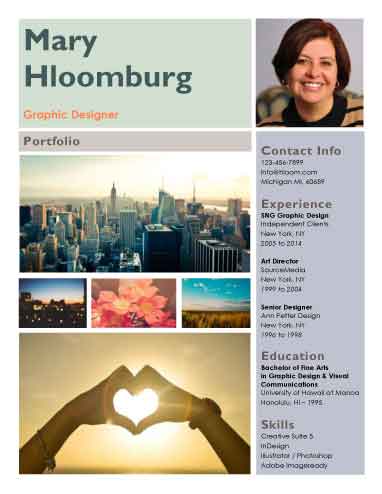 Mary
Hloomburg
Graphic Designer
Portfolio
Contact Info
123-456-7899
info@hloom.com
Michigan MI, 60659
Experience
SNG Graphic Design
Independent Clients
New York, NY
2005 to 2014
Art Director
SourceMedia
New York, NY
1999 to 2004
Senior Designer
Ann Petter Design
New York, NY
1996 to 1998
Education
Bachelor of Fine Arts
in Graphic Design & Visual
Communications
University of Hawaii at Manoa
Honolulu, HI – 1995
Skills
Creative Suite 5
InDesign
Illustrator / Photoshop
Adobe Imageready